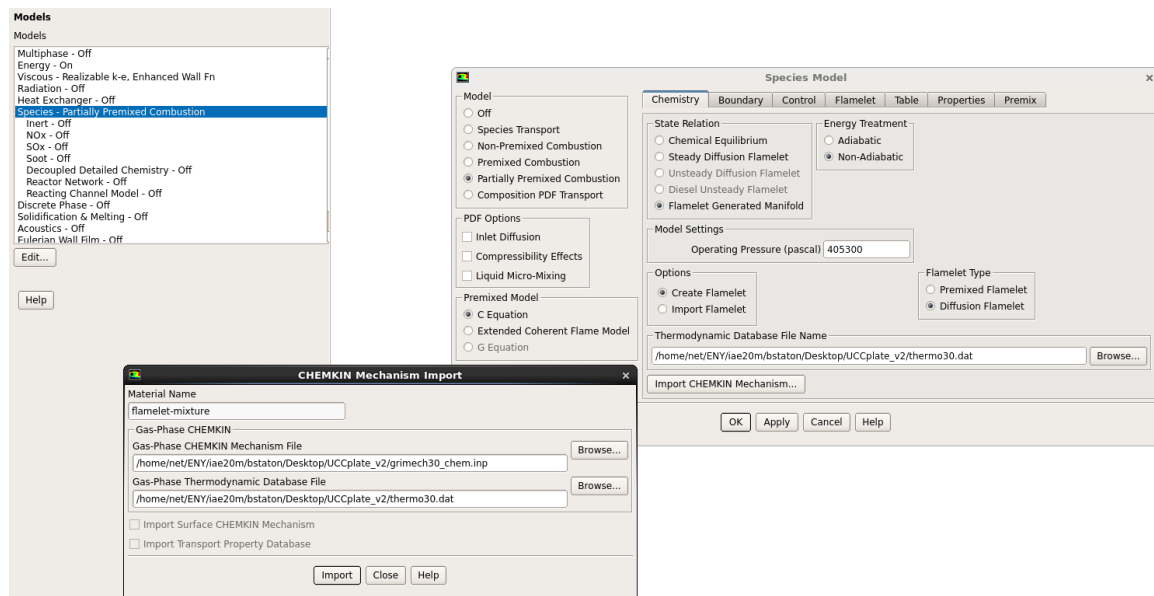 Models
Models
Multiphase - Off
Energy - On
Viscous - Realizable k-e, Enhanced Wall Fn
Radiation - Off
Heat Exchanger - Off
Species - Partially Premixed Combustion
Inert - Off
NOx - Off
SOx - Off
Soot - Off
Decoupled Detailed Chemistry - Off
Reactor Network - Off
Reacting Channel Model - Off
Discrete Phase - Off
Solidification & Melting - Off
Acoustics - Off
Eulerian Wall Film - Off
Edit...
Help
Species Model
Model
Off
Species Transport
Non-Premixed Combustion
Premixed Combustion
Partially Premixed Combustion
Composition PDF Transport
PDF Options
Inlet Diffusion
Compressibility Effects
Liquid Micro-Mixing
Premixed Model
C Equation
Extended Coherent Flame Model
G Equation
Chemistry Boundary Control Flamelet Table Properties Premix
State Relation
Chemical Equilibrium
Steady Diffusion Flamelet
Unsteady Diffusion Flamelet
Diesel Unsteady Flamelet
Flamelet Generated Manifold
Energy Treatment
Adiabatic
Non-Adiabatic
Model Settings
Operating Pressure (pascal) 405300
Options
Create Flamelet
Import Flamelet
Flamelet Type
Premixed Flamelet
Diffusion Flamelet
Thermodynamic Database File Name
/home/net/ENY/iae20m/bstaton/Desktop/UCCplate_v2/thermo30.dat Browse...
Import CHEMKIN Mechanism...
OK Apply Cancel Help
CHEMKIN Mechanism Import
Material Name
flamelet-mixture
Gas-Phase CHEMKIN
Gas-Phase CHEMKIN Mechanism File
/home/net/ENY/iae20m/bstaton/Desktop/UCCplate_v2/grimech30_chem.inp Browse...
Gas-Phase Thermodynamic Database File
/home/net/ENY/iae20m/bstaton/Desktop/UCCplate_v2/thermo30.dat Browse...
Import Surface CHEMKIN Mechanism
Import Transport Property Database
Import Close Help